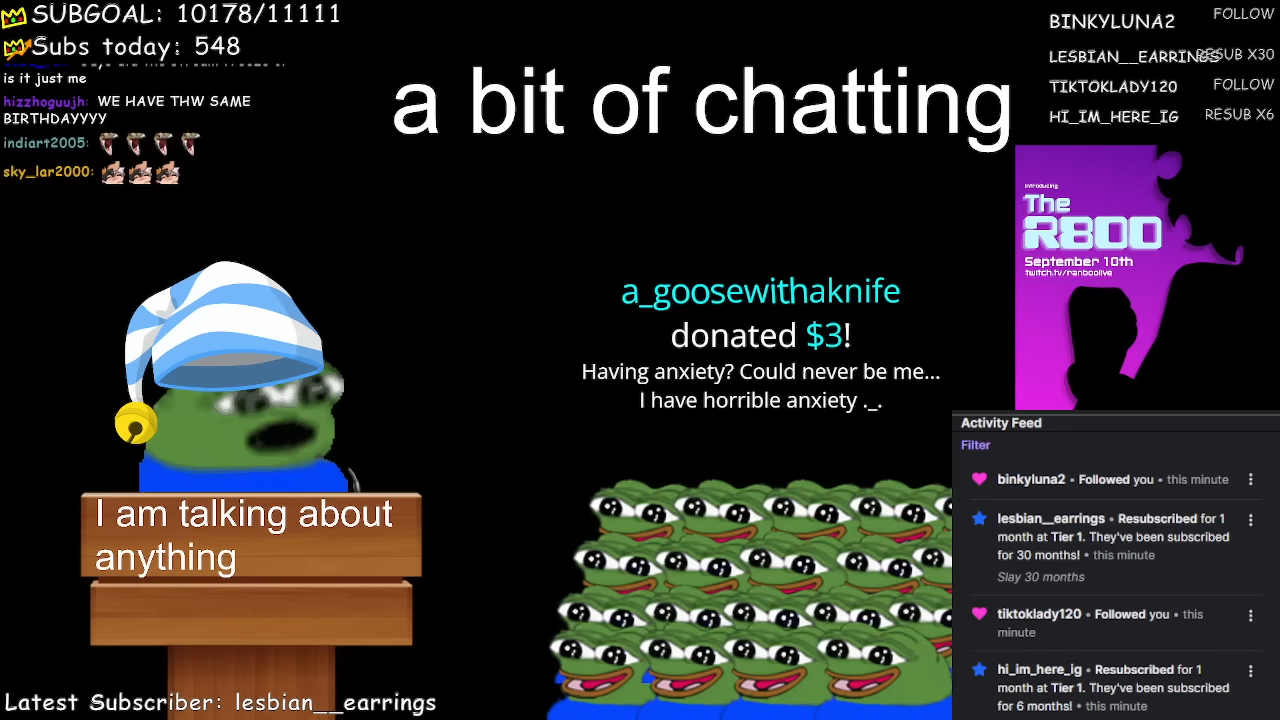 SUBGOAL: 10178/11111
Subs today: 548
is it just me
hizzhoguujh: WE HAVE THW SAME
BIRTHDAYYYY
indiart2005:
sky_lar2000:
a bit of chatting
BINKYLUNA2 FOLLOW
LESBIAN__EARRINGS RESUB X30
TIKTOKLADY120 FOLLOW
HI_IM_HERE_IG RESUB X6
introducing
The
R800
September 10th
twitch.tv/ranboolive
a_goosewithaknife
donated $3!
Having anxiety? Could never be me...
I have horrible anxiety ._.
I am talking about
anything
Latest Subscriber: lesbian__earrings
Activity Feed
Filter
binkyluna2 • Followed you • this minute
lesbian__earrings • Resubscribed for 1
month at Tier 1. They've been subscribed
for 30 months! • this minute
Slay 30 months
tiktoklady120 • Followed you • this
minute
hi_im_here_ig • Resubscribed for 1
month at Tier 1. They've been subscribed
for 6 months! • this minute